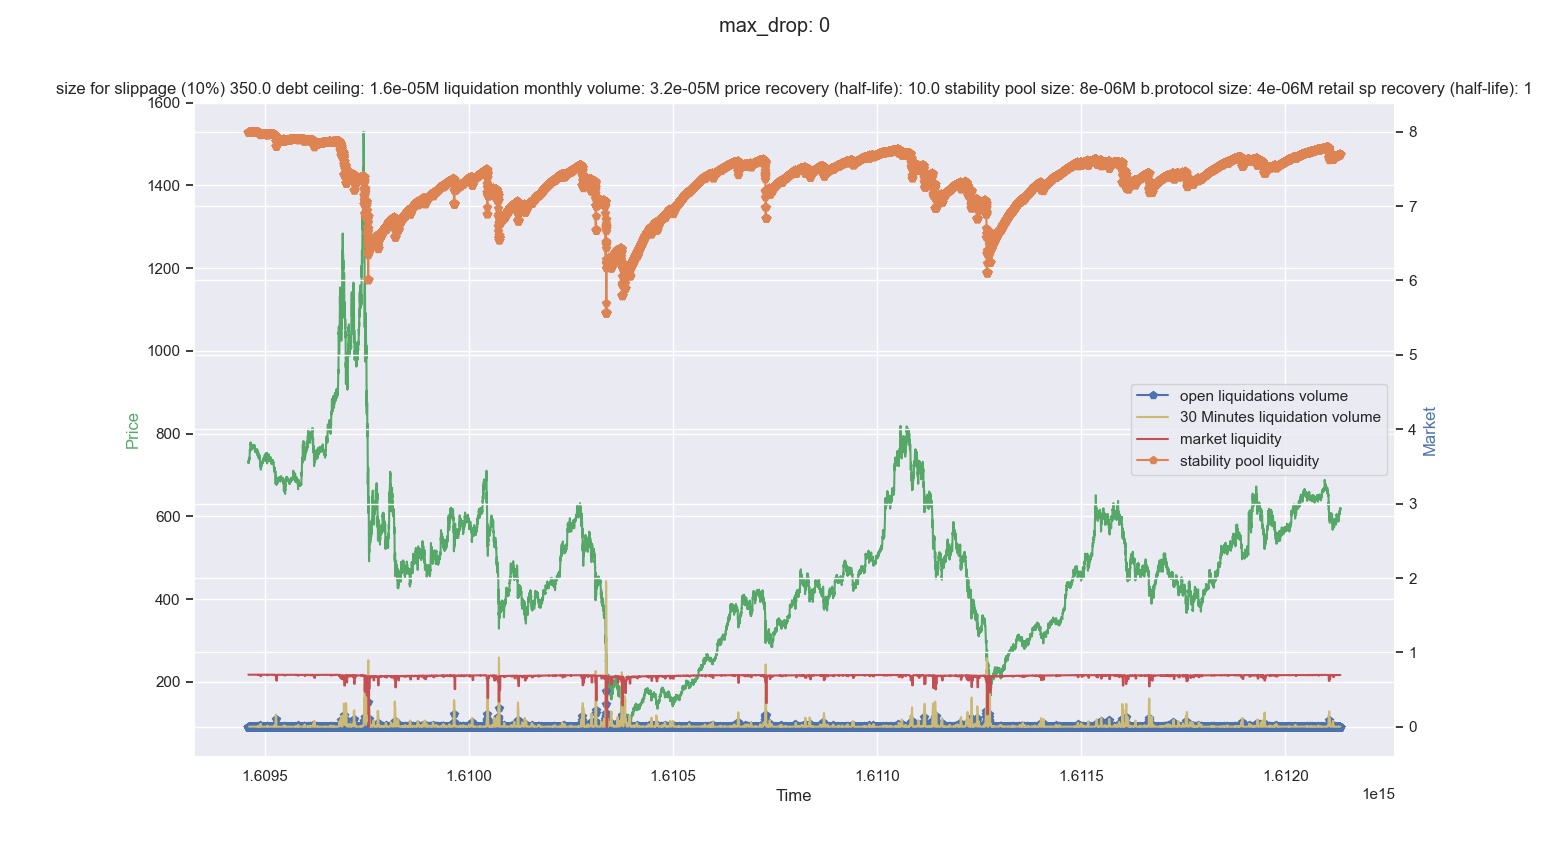 max_drop: 0
size for slippage (10%) 350.0 debt ceiling: 1.6e-05M liquidation monthly volume: 3.2e-05M price recovery (half-life): 10.0 stability pool size: 8e-06M b.protocol size: 4e-06M retail sp recovery (half-life): 1
1600
1400
1200
1000
800
600
400
200
Price
8
7
6
5
4
3
2
1
0
Market
open liquidations volume
30 Minutes liquidation volume
market liquidity
stability pool liquidity
1.6095 1.6100 1.6105 1.6110 1.6115 1.6120
Time
1e15